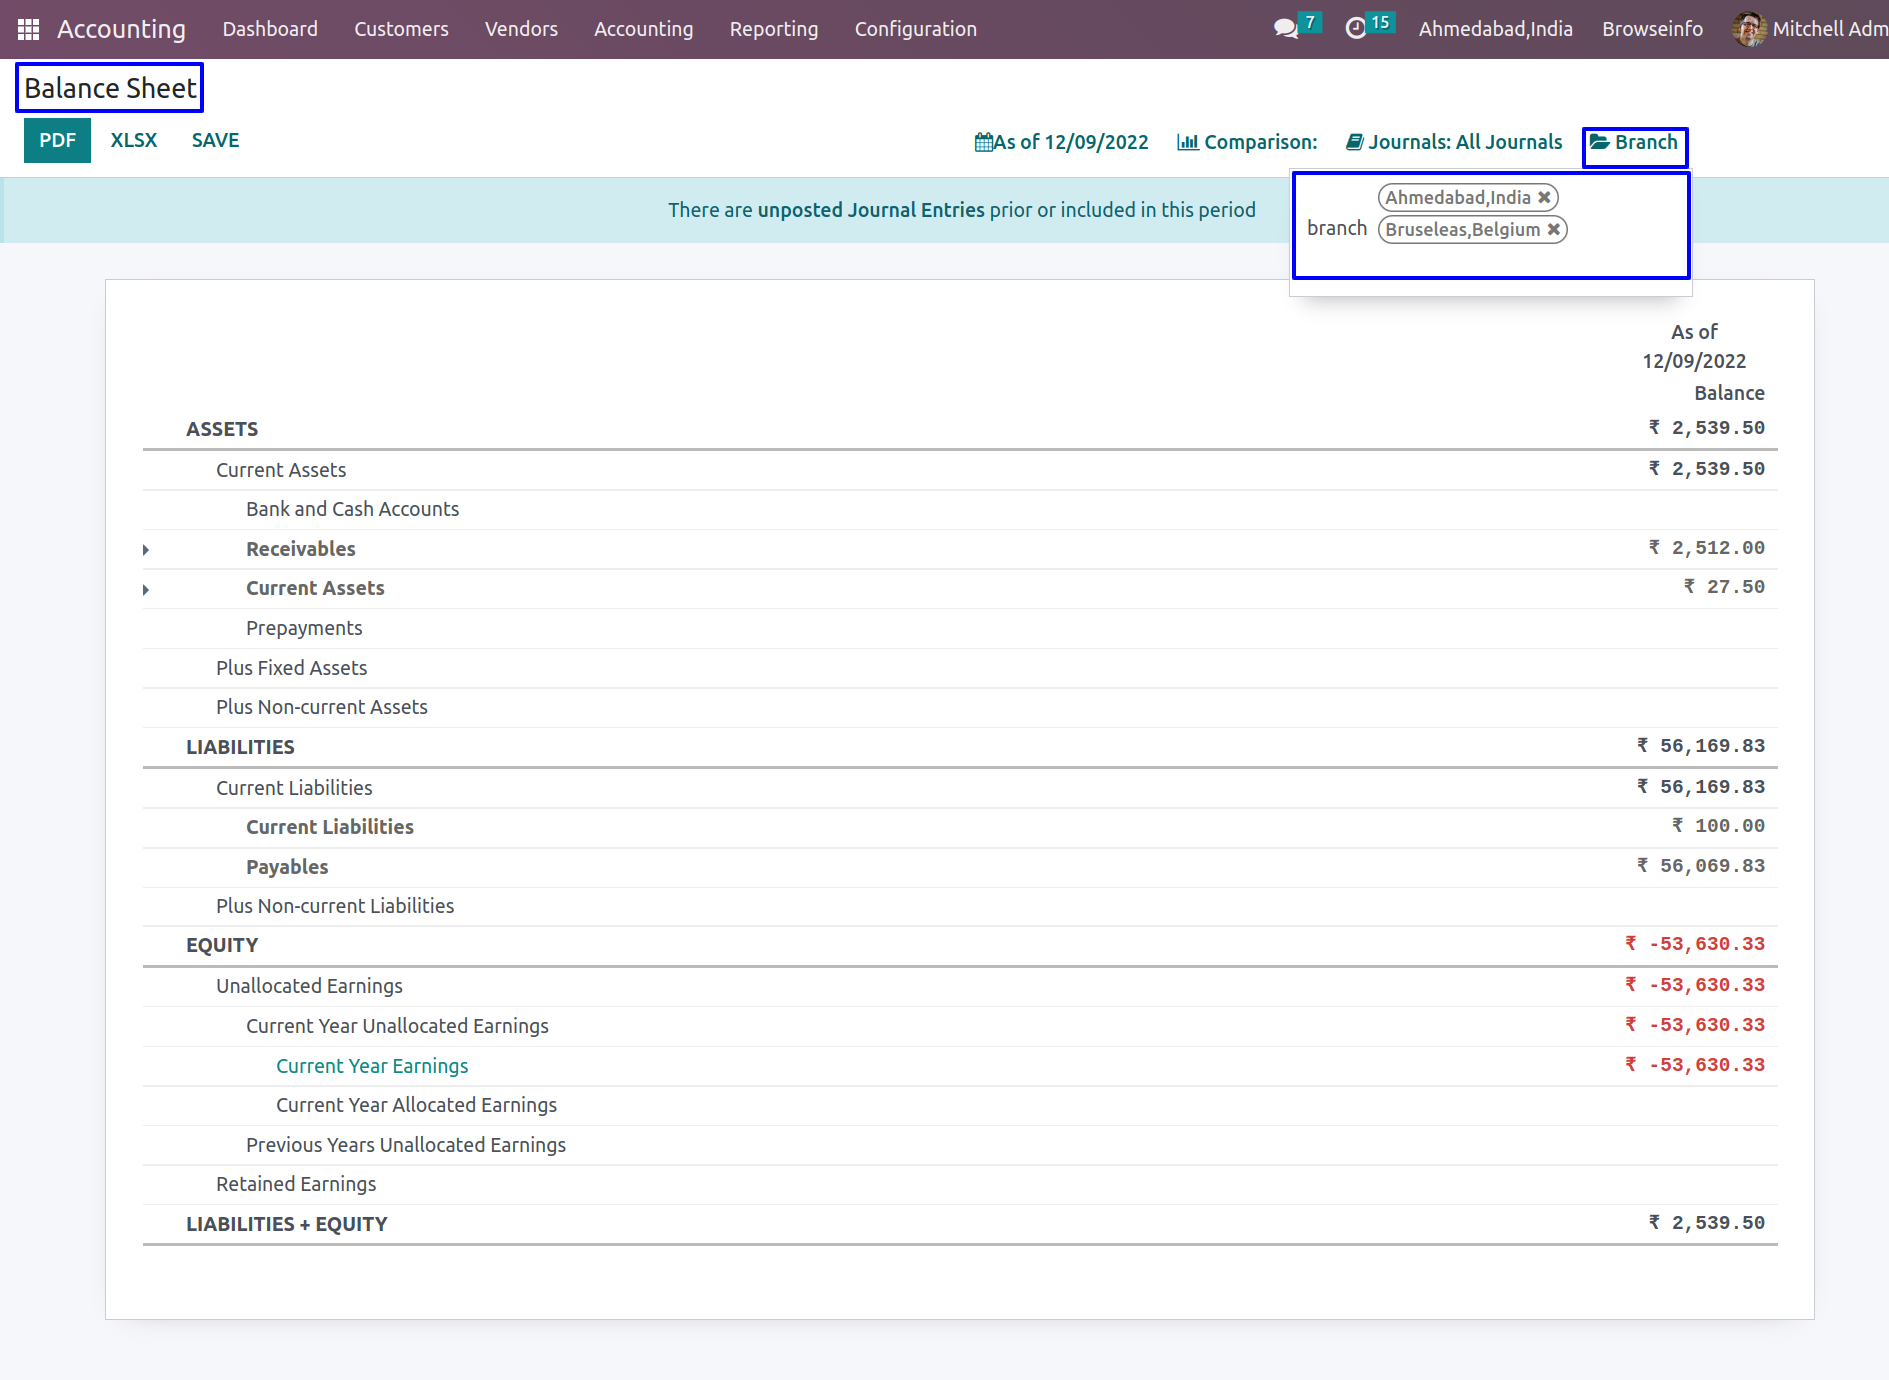 Accounting Dashboard Customers Vendors Accounting Reporting Configuration 7 15 Ahmedabad,India Browseinfo Mitchell Adm
Balance Sheet
PDF XLSX SAVE As of 12/09/2022 Comparison: Journals: All Journals Branch
There are unposted Journal Entries prior or included in this period
Ahmedabad,India ✖
branch
Bruseleas,Belgium ✖
As of
12/09/2022
Balance
ASSETS ₹ 2,539.50
Current Assets ₹ 2,539.50
Bank and Cash Accounts
Receivables ₹ 2,512.00
Current Assets ₹ 27.50
Prepayments
Plus Fixed Assets
Plus Non-current Assets
LIABILITIES ₹ 56,169.83
Current Liabilities ₹ 56,169.83
Current Liabilities ₹ 100.00
Payables ₹ 56,069.83
Plus Non-current Liabilities
EQUITY ₹ -53,630.33
Unallocated Earnings ₹ -53,630.33
Current Year Unallocated Earnings ₹ -53,630.33
Current Year Earnings ₹ -53,630.33
Current Year Allocated Earnings
Previous Years Unallocated Earnings
Retained Earnings
LIABILITIES + EQUITY ₹ 2,539.50